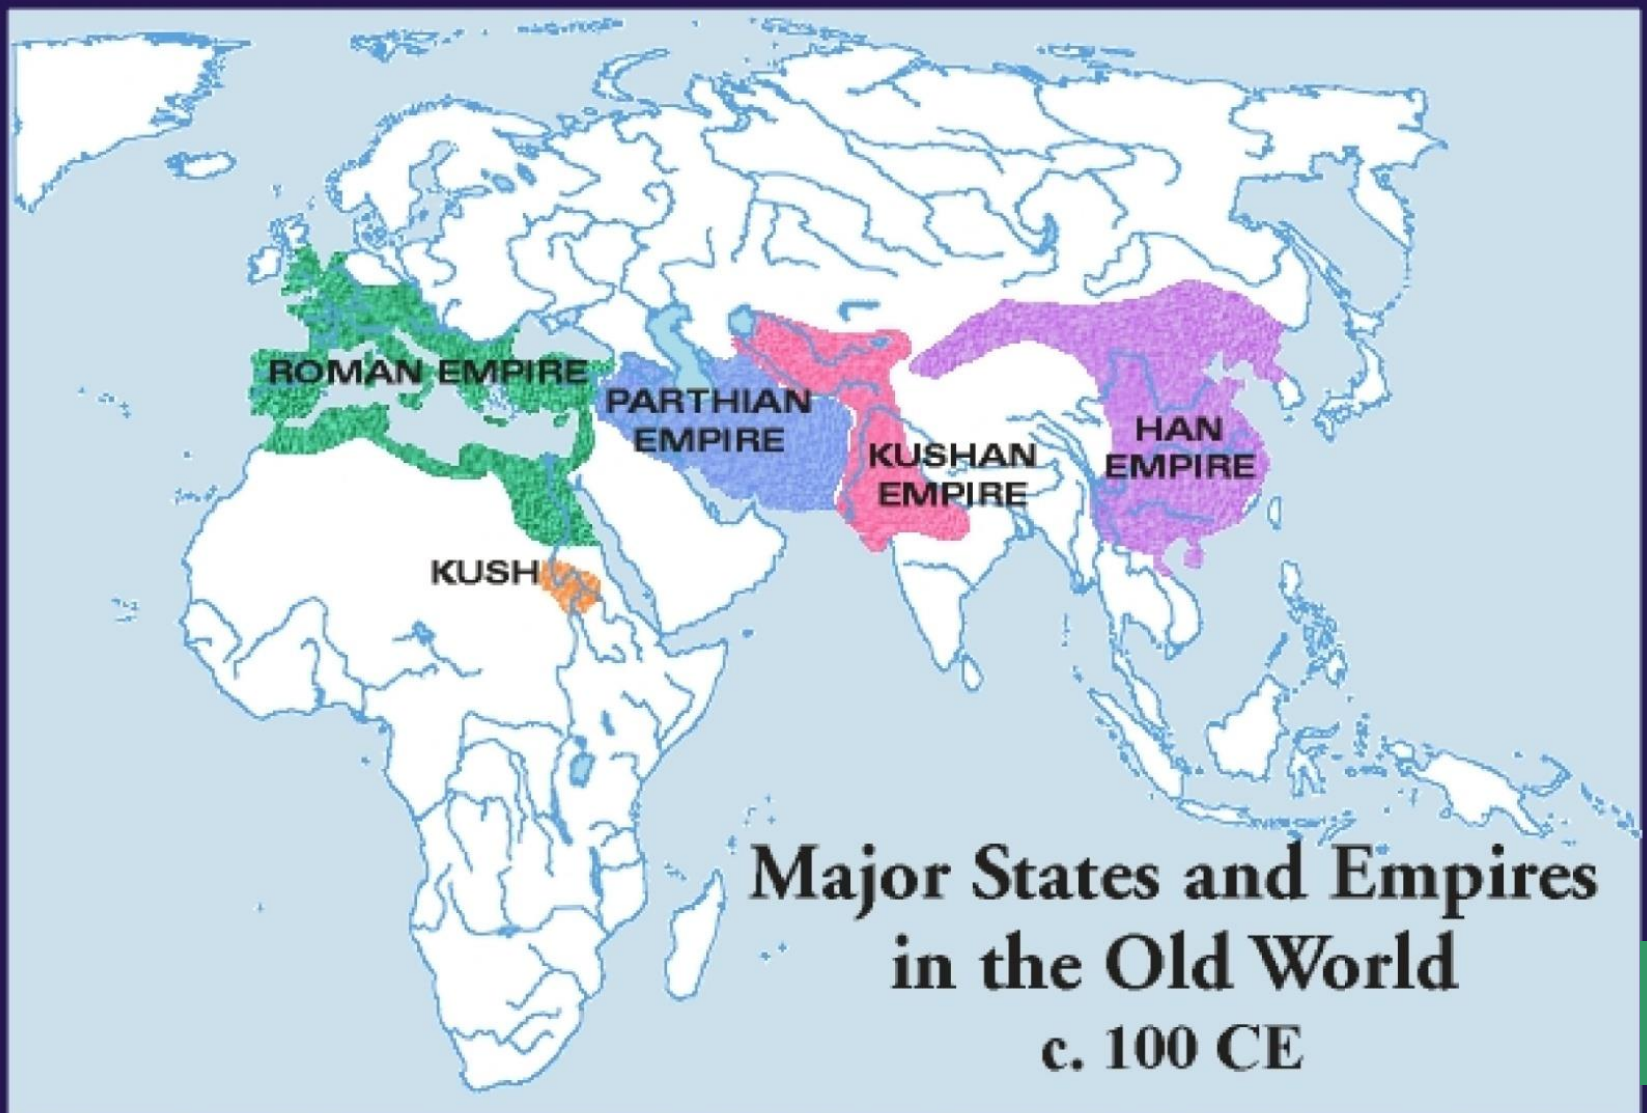 ROMAN EMPIRE
PARTHIAN
EMPIRE
KUSHAN
EMPIRE
HAN
EMPIRE
KUSH
Major States and Empires
in the Old World
c. 100 CE